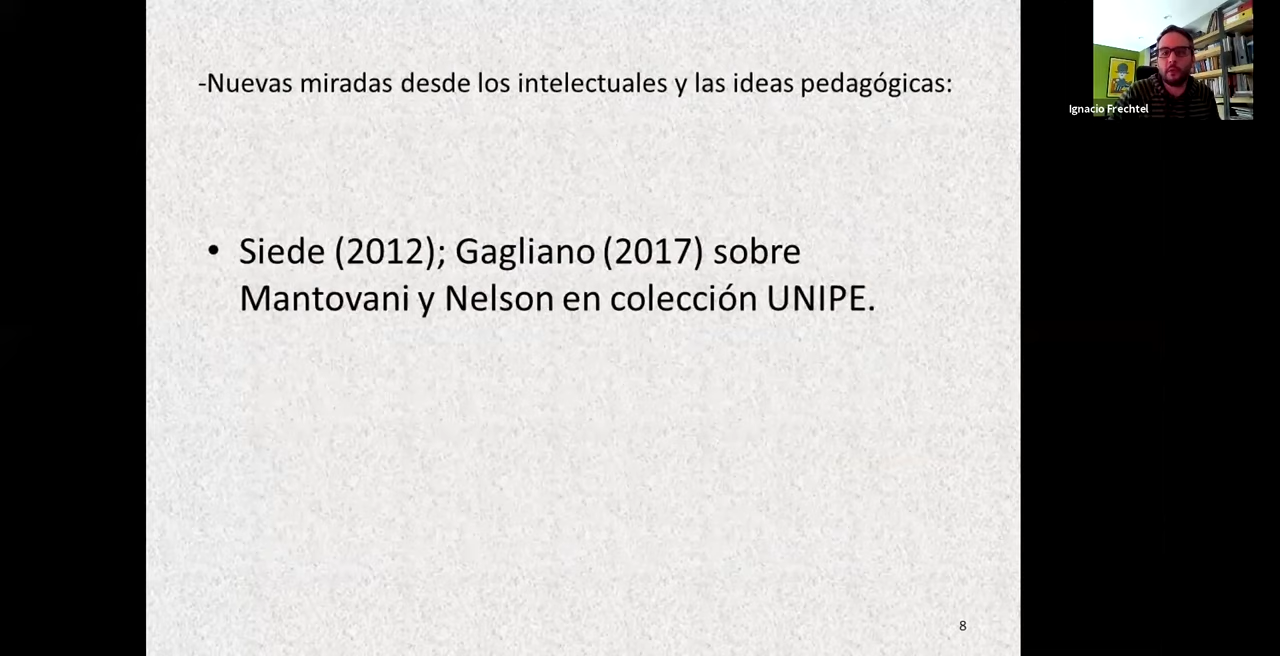 -Nuevas miradas desde los intelectuales y las ideas pedagógicas:
• Siede (2012); Gagliano (2017) sobre
Mantovani y Nelson en colección UNIPE.
8
Ignacio Frechtel